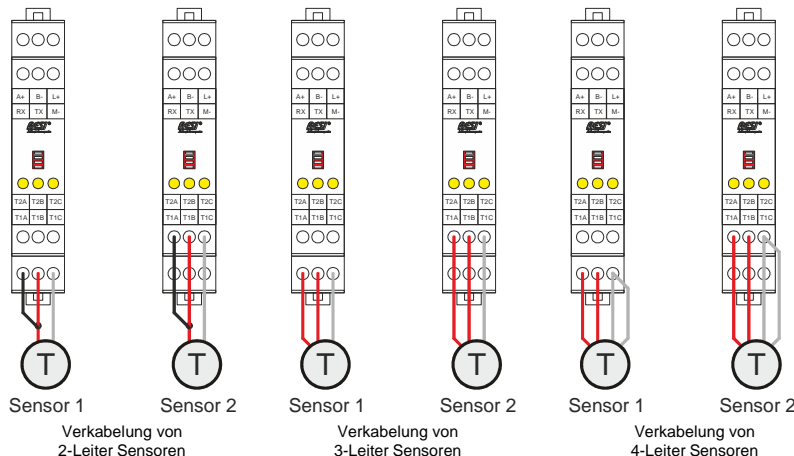 A+ B- L+ A+ B- L+ A+ B- L+ A+ B- L+ A+ B- L+ A+ B- L+
RX TX M- RX TX M- RX TX M- RX TX M- RX TX M- RX TX M-
T2A T2B T2C T2A T2B T2C T2A T2B T2C T2A T2B T2C T2A T2B T2C T2A T2B T2C
T1A T1B T1C T1A T1B T1C T1A T1B T1C T1A T1B T1C T1A T1B T1C T1A T1B T1C
T T T T T T
Sensor 1 Sensor 2 Sensor 1 Sensor 2 Sensor 1 Sensor 2
Verkabelung von Verkabelung von Verkabelung von
2-Leiter Sensoren 3-Leiter Sensoren 4-Leiter Sensoren